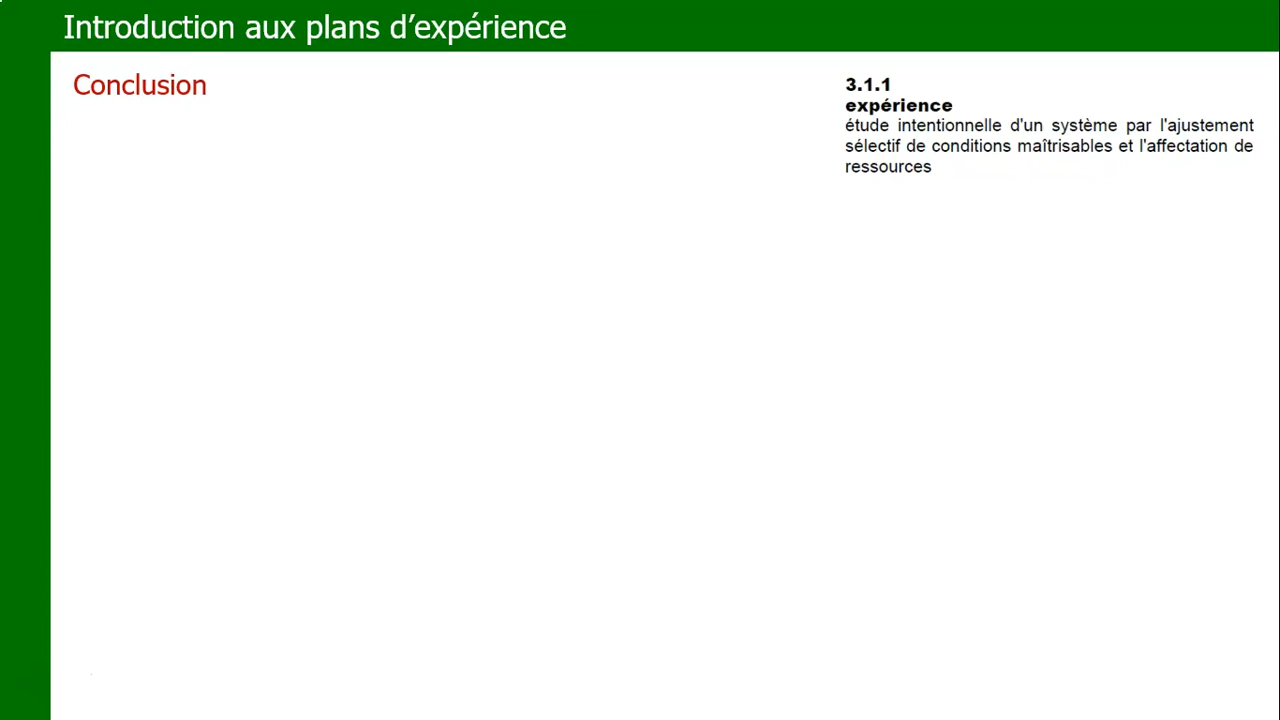 Introduction aux plans d’expérience
Conclusion
3.1.1
expérience
étude intentionnelle d'un système par l'ajustement
sélectif de conditions maîtrisables et l'affectation de
ressources